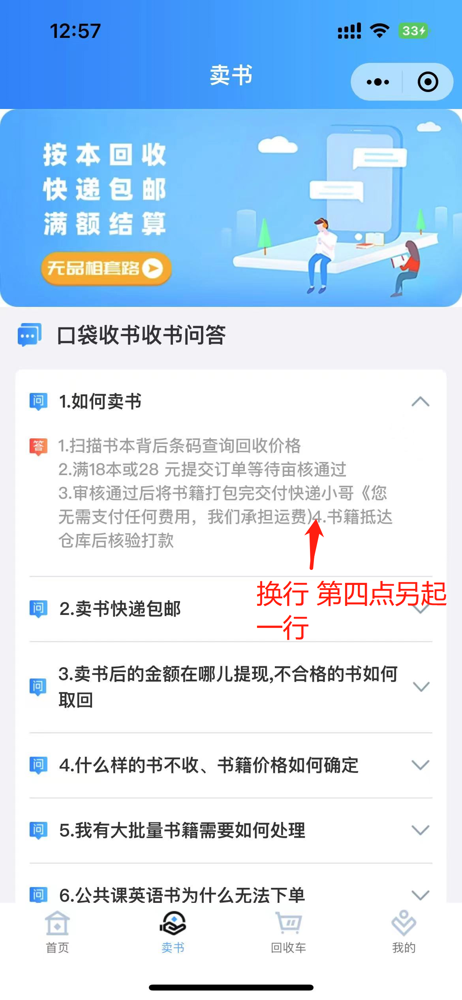 12:57
33
卖书
按本回收
快递包邮
满额结算
无品相套路
口袋收书收书问答
问 1.如何卖书
答 1.扫描书本背后条码查询回收价格
2.满18本或28 元提交订单等待亩核通过
3.审核通过后将书籍打包完交付快递小哥《您
无需支付任何费用，我们承担运费)4.书籍抵达
仓库后核验打款
换行 第四点另起
一行
问 2.卖书快递包邮
问 3.卖书后的金额在哪儿提现,不合格的书如何
取回
问 4.什么样的书不收、书籍价格如何确定
问 5.我有大批量书籍需要如何处理
问 6.公共课英语书为什么无法下单
首页 卖书 回收车 我的